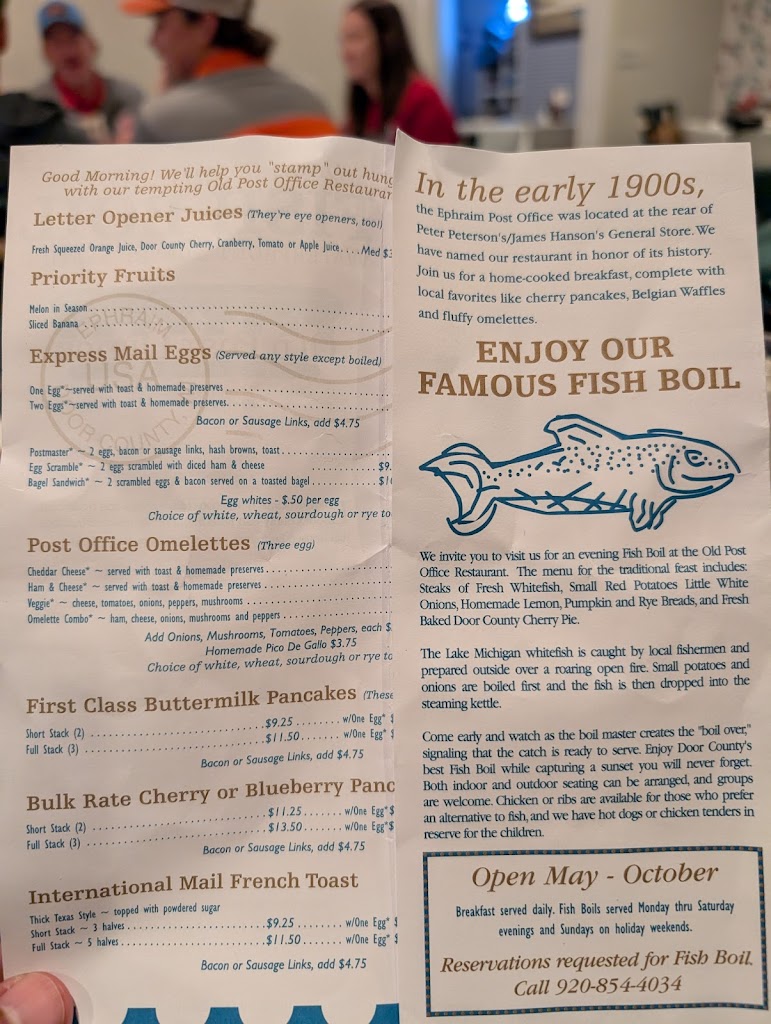 Good Morning! We'll help you "stamp" out
with our tempting Old Post Office
Letter Opener Juices (They're eye openers, too!)
Fresh Squeezed Orange Juice, Door County Cherry, Cranberry, Tomato or Apple Juice....Med
Priority Fruits
Melon in Season
Sliced Banana
EPHRAIM
USA
Express Mail Eggs (Served any style except boiled)
One Egg*~served with toast & homemade preserves
Two Eggs*~served with toast & homemade preserves.
Bacon or Sausage Links, add $4.75
Postmaster* ~ 2 eggs, bacon or sausage links, hash browns, toast
Egg Scramble* ~ 2 eggs scrambled with diced ham & cheese
Bagel Sandwich* ~ 2 scrambled eggs & bacon served on a toasted bagel
Egg whites - $.50 per egg
Choice of white, wheat, sourdough or rye to
Post Office Omelettes (Three egg)
Cheddar Cheese* ~ served with toast & homemade preserves
Ham & Cheese* ~ served with toast & homemade preserves
Veggie* ~ cheese, tomatoes, onions, peppers, mushrooms
Omelette Combo* ~ ham, cheese, onions, mushrooms and peppers
Add Onions, Mushrooms, Tomatoes, Peppers, each $
Homemade Pico De Gallo $3.75
Choice of white, wheat, sourdough or rye to
First Class Buttermilk Pancakes (These
Short Stack (2) $9.25 w/One Egg* $
Full Stack (3) $11.50 w/One Egg* $
Bacon or Sausage Links, add $4.75
Bulk Rate Cherry or Blueberry Panc
Short Stack (2) $11.25 w/One Egg*$
Full Stack (3) $13.50 w/One Egg*$
Bacon or Sausage Links, add $4.75
International Mail French Toast
Thick Texas Style ~ topped with powdered sugar
Short Stack ~ 3 halves $9.25 w/One Egg* $
Full Stack ~ 5 halves $11.50 w/One Egg* $
Bacon or Sausage Links, add $4.75
In the early 1900s,
the Ephraim Post Office was located at the rear of
Peter Peterson's/James Hanson's General Store. We
have named our restaurant in honor of its history.
Join us for a home-cooked breakfast, complete with
local favorites like cherry pancakes, Belgian Waffles
and fluffy omelettes.
ENJOY OUR
FAMOUS FISH BOIL
We invite you to visit us for an evening Fish Boil at the Old Post
Office Restaurant. The menu for the traditional feast includes:
Steaks of Fresh Whitefish, Small Red Potatoes Little White
Onions, Homemade Lemon, Pumpkin and Rye Breads, and Fresh
Baked Door County Cherry Pie.
The Lake Michigan whitefish is caught by local fishermen and
prepared outside over a roaring open fire. Small potatoes and
onions are boiled first and the fish is then dropped into the
steaming kettle.
Come early and watch as the boil master creates the "boil over,"
signaling that the catch is ready to serve. Enjoy Door County's
best Fish Boil while capturing a sunset you will never forget.
Both indoor and outdoor seating can be arranged, and groups
are welcome. Chicken or ribs are available for those who prefer
an alternative to fish, and we have hot dogs or chicken tenders in
reserve for the children.
Open May - October
Breakfast served daily. Fish Boils served Monday thru Saturday
evenings and Sundays on holiday weekends.
Reservations requested for Fish Boil.
Call 920-854-4034